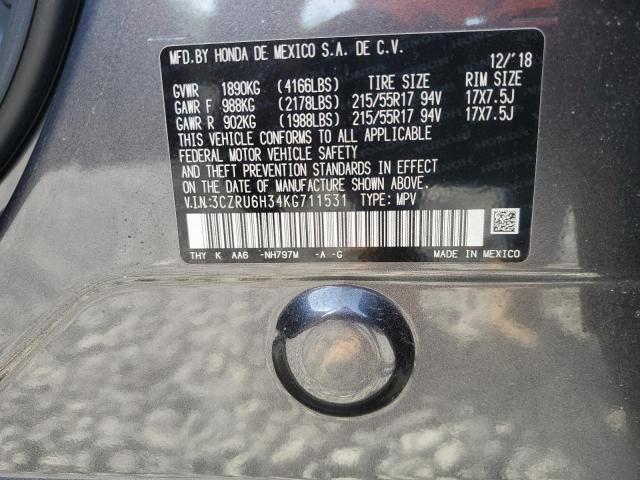 MFD.BY HONDA DE MEXICO S.A. DE C.V. 12/'18
GVWR 1890KG (4166LBS) TIRE SIZE RIM SIZE
GAWR F 988KG (2178LBS) 215/55R17 94V 17X7.5J
GAWR R 902KG (1988LBS) 215/55R17 94V 17X7.5J
THIS VEHICLE CONFORMS TO ALL APPLICABLE
FEDERAL MOTOR VEHICLE SAFETY
AND THEFT PREVENTION STANDARDS IN EFFECT
ON THE DATE OF MANUFACTURE SHOWN ABOVE.
V.I.N:3CZRU6H34KG711531 TYPE: MPV
THY K AA6 -NH797M -A -G MADE IN MEXICO